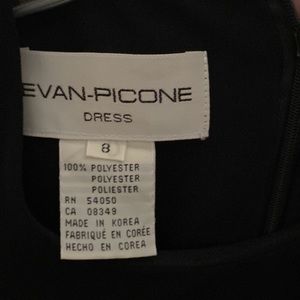 EVAN-PICONE
DRESS
8
100% POLYESTER
POLYESTER
POLIESTER
RN 54050
CA 08349
MADE IN KOREA
FABRIQUÉ EN CORÉE
HECHO EN COREA